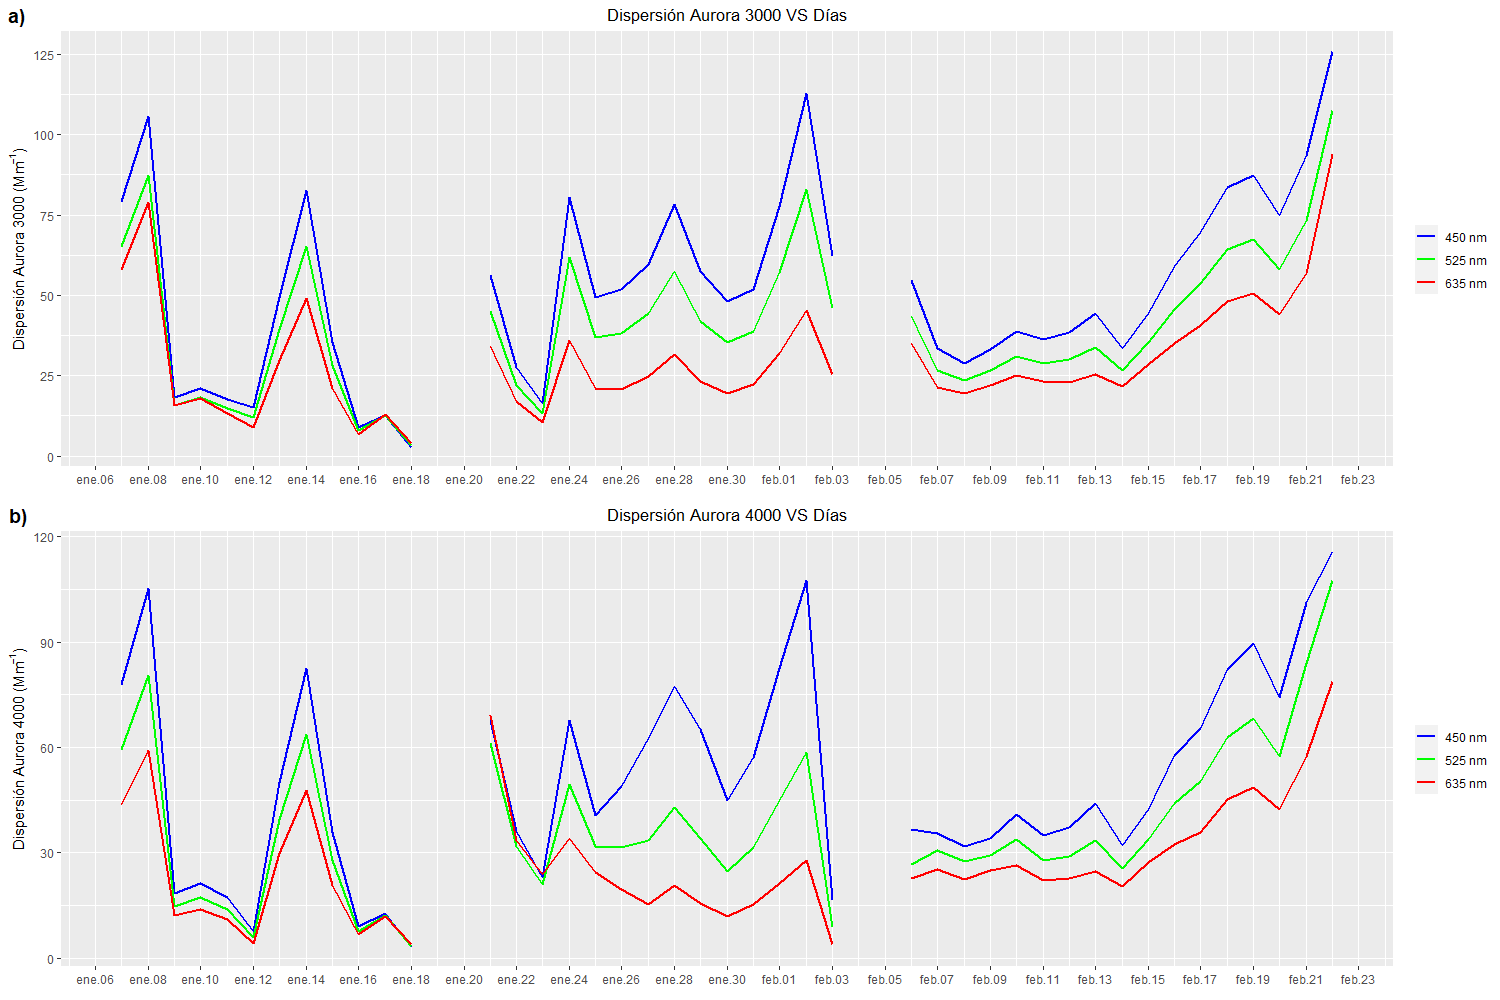 a)
Dispersión Aurora 3000 VS Días
Dispersión Aurora 3000 (Mm⁻¹)
125
100
75
50
25
0
ene.06 ene.08 ene.10 ene.12 ene.14 ene.16 ene.18 ene.20 ene.22 ene.24 ene.26 ene.28 ene.30 feb.01 feb.03 feb.05 feb.07 feb.09 feb.11 feb.13 feb.15 feb.17 feb.19 feb.21 feb.23
450 nm
525 nm
635 nm
b)
Dispersión Aurora 4000 VS Días
Dispersión Aurora 4000 (Mm⁻¹)
120
90
60
30
0
ene.06 ene.08 ene.10 ene.12 ene.14 ene.16 ene.18 ene.20 ene.22 ene.24 ene.26 ene.28 ene.30 feb.01 feb.03 feb.05 feb.07 feb.09 feb.11 feb.13 feb.15 feb.17 feb.19 feb.21 feb.23
450 nm
525 nm
635 nm